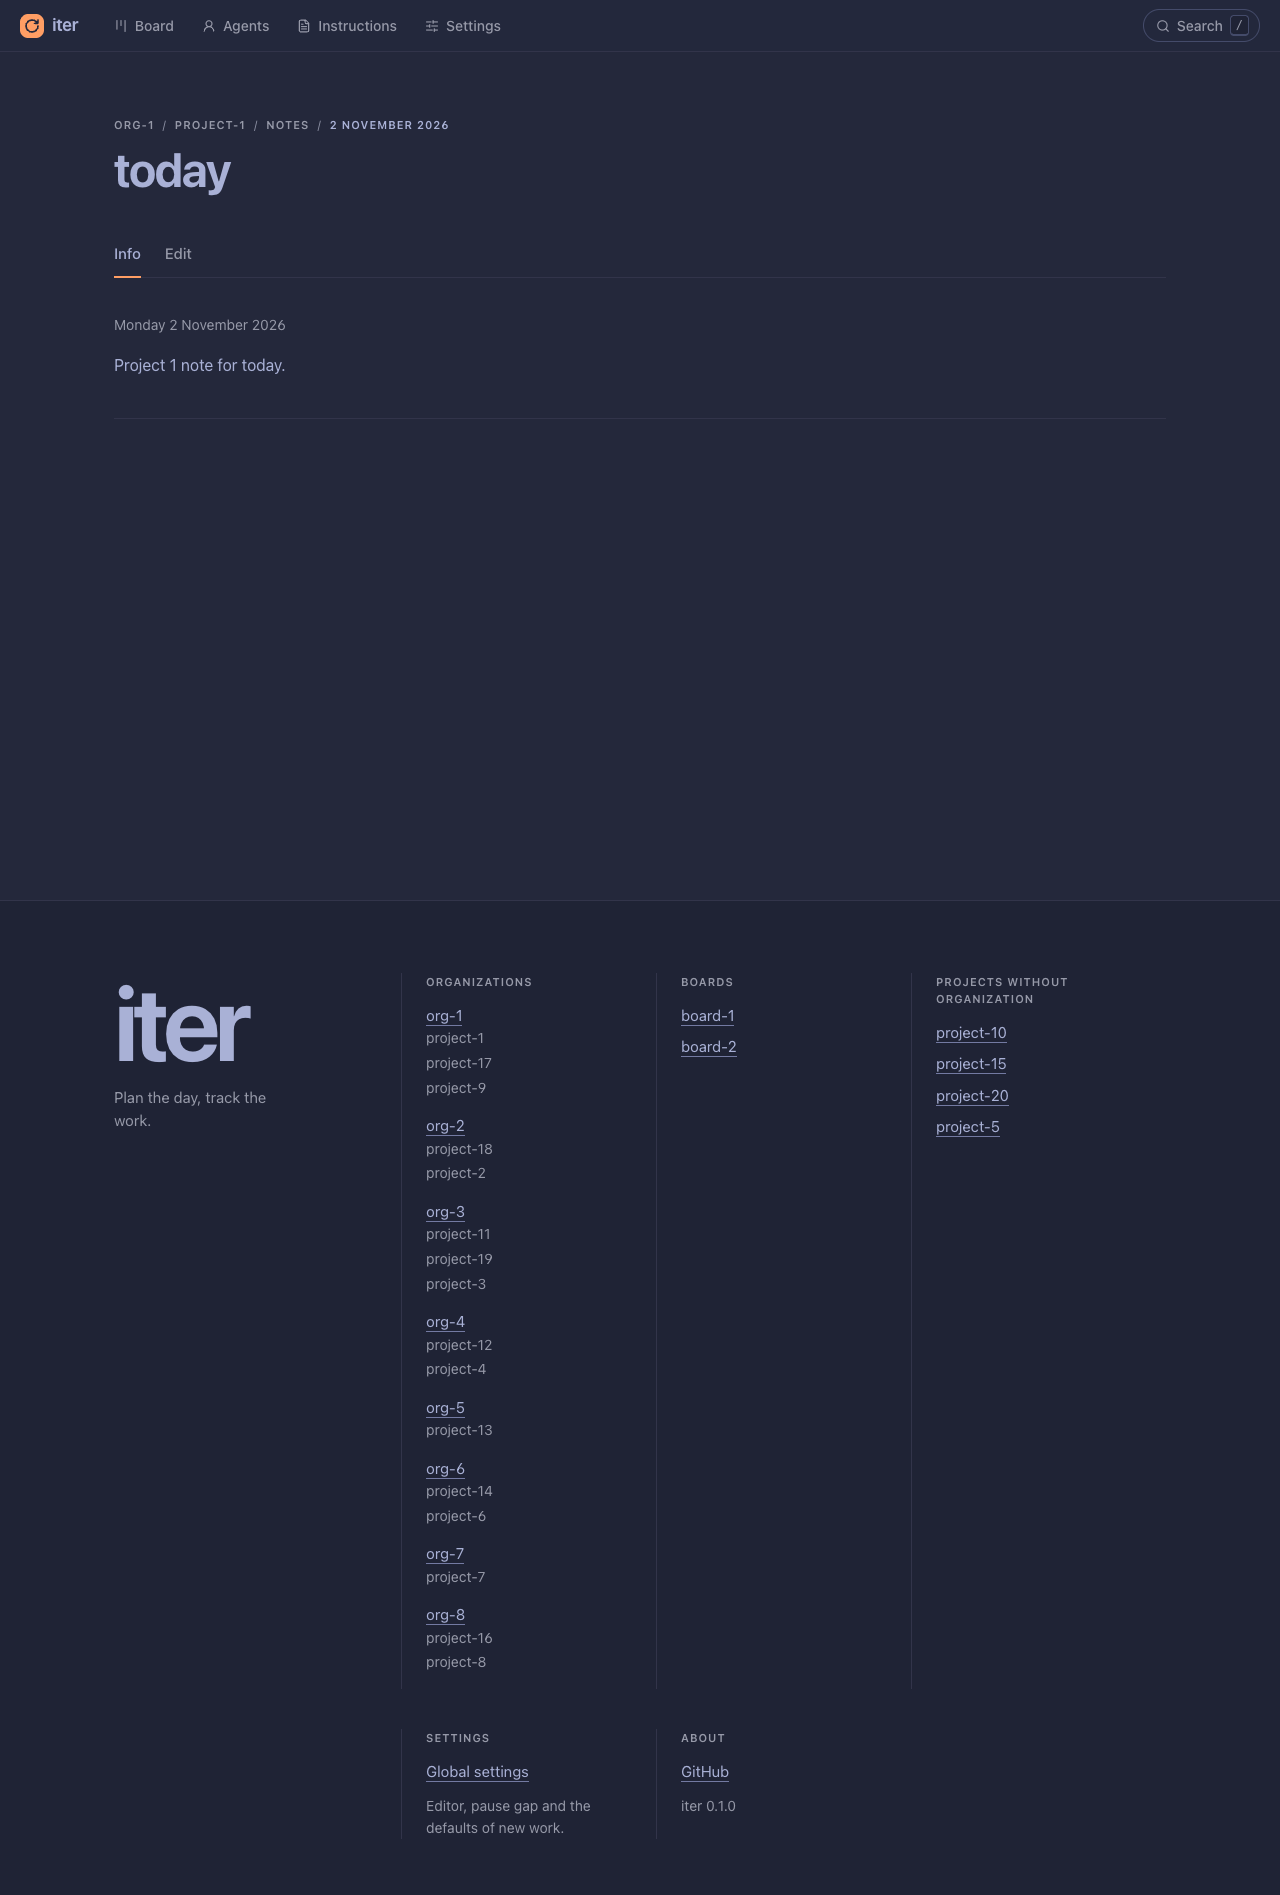 iter
Board
Agents
Instructions
Settings
Search /
ORG-1 / PROJECT-1 / NOTES / 2 NOVEMBER 2026
today
Info
Edit
Monday 2 November 2026
Project 1 note for today.
iter
Plan the day, track the
work.
ORGANIZATIONS
org-1
project-1
project-17
project-9
org-2
project-18
project-2
org-3
project-11
project-19
project-3
org-4
project-12
project-4
org-5
project-13
org-6
project-14
project-6
org-7
project-7
org-8
project-16
project-8
BOARDS
board-1
board-2
PROJECTS WITHOUT
ORGANIZATION
project-10
project-15
project-20
project-5
SETTINGS
Global settings
Editor, pause gap and the
defaults of new work.
ABOUT
GitHub
iter 0.1.0